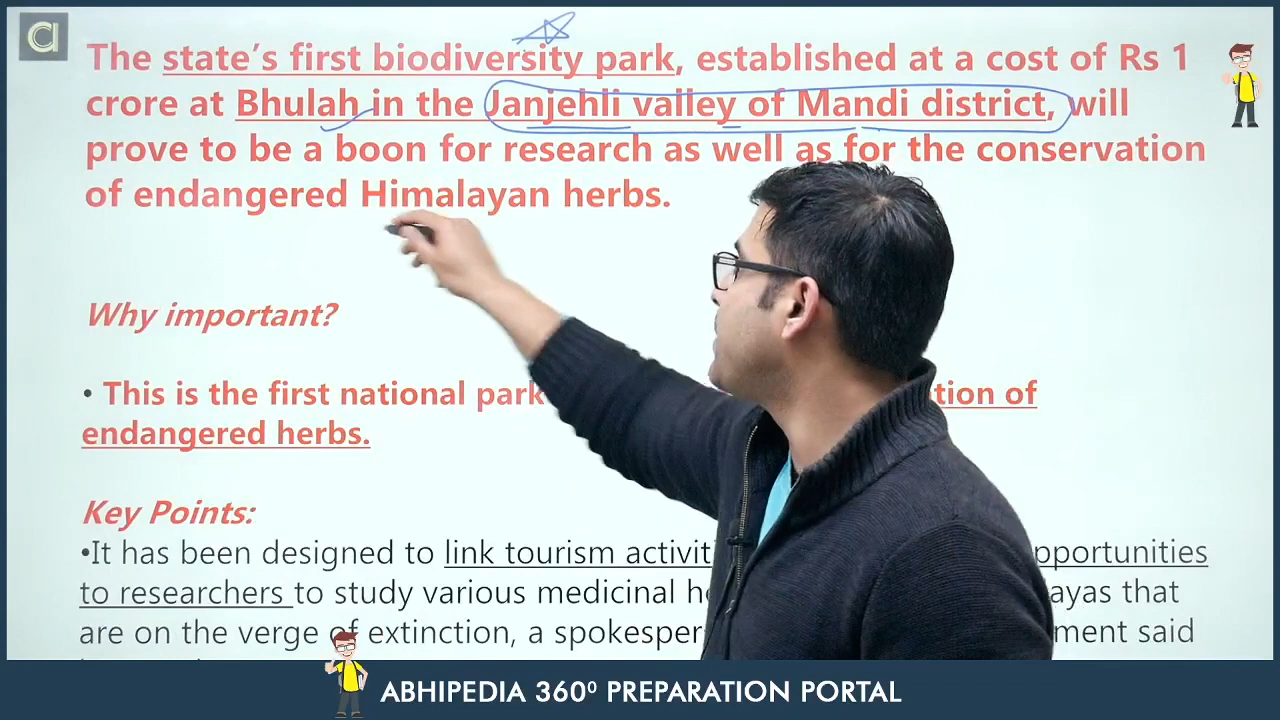 The state's first biodiversity park, established at a cost of Rs 1
crore at Bhulah in the Janjehli valley of Mandi district, will
prove to be a boon for research as well as for the conservation
of endangered Himalayan herbs.
Why important?
• This is the first national park tion of
endangered herbs.
Key Points:
•It has been designed to link tourism activit pportunities
to researchers to study various medicinal he ayas that
are on the verge of extinction, a spokesper ment said
ABHIPEDIA 360⁰ PREPARATION PORTAL